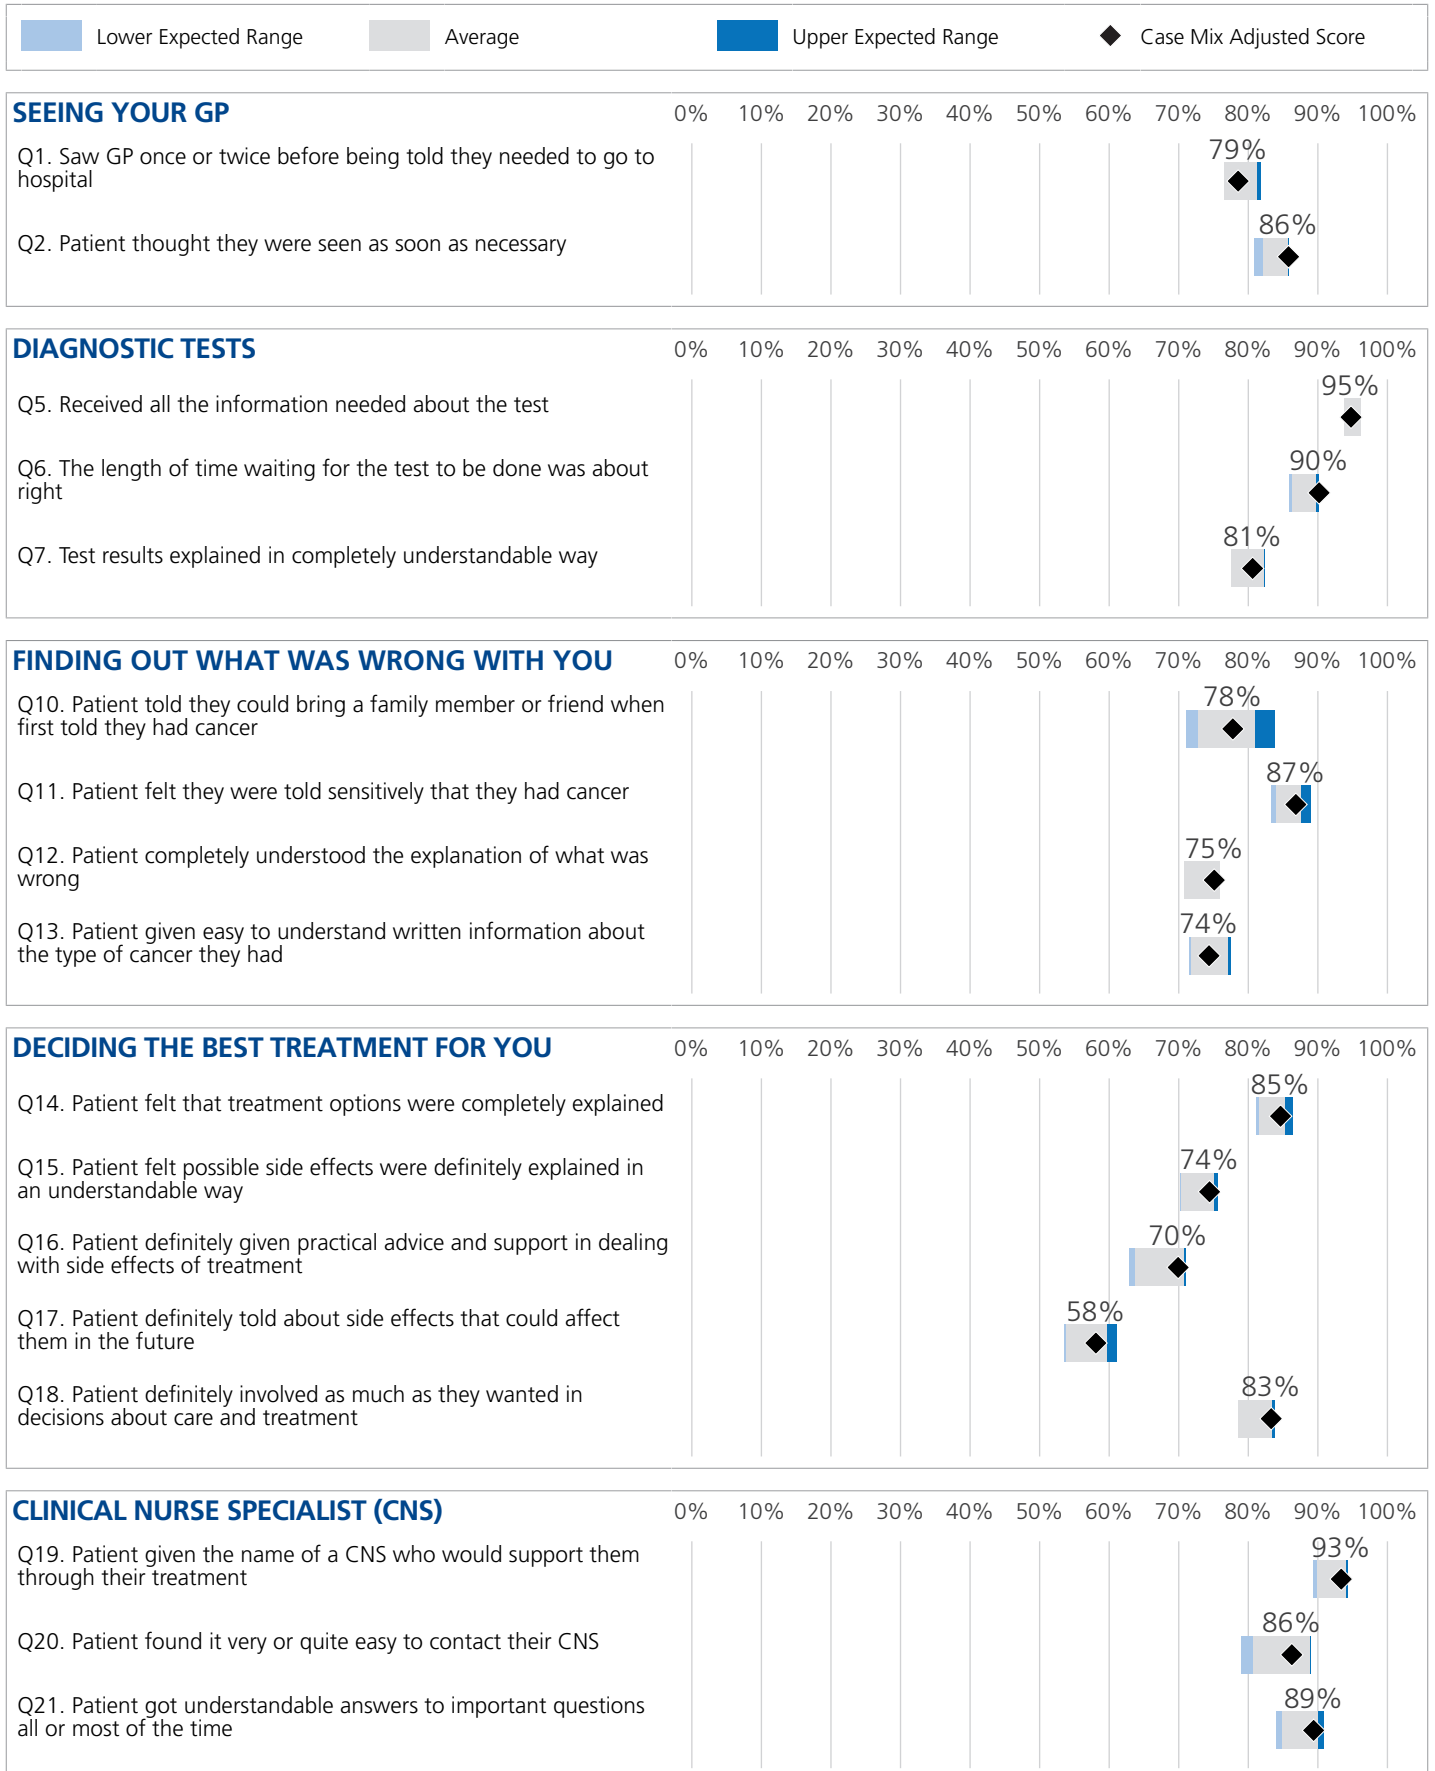 Lower Expected Range Average Upper Expected Range Case Mix Adjusted Score
SEEING YOUR GP 0% 10% 20% 30% 40% 50% 60% 70% 80% 90% 100%
Q1. Saw GP once or twice before being told they needed to go to
hospital
79%
Q2. Patient thought they were seen as soon as necessary
86%
DIAGNOSTIC TESTS 0% 10% 20% 30% 40% 50% 60% 70% 80% 90% 100%
Q5. Received all the information needed about the test
95%
Q6. The length of time waiting for the test to be done was about
right
90%
Q7. Test results explained in completely understandable way
81%
FINDING OUT WHAT WAS WRONG WITH YOU 0% 10% 20% 30% 40% 50% 60% 70% 80% 90% 100%
Q10. Patient told they could bring a family member or friend when
first told they had cancer
78%
Q11. Patient felt they were told sensitively that they had cancer
87%
Q12. Patient completely understood the explanation of what was
wrong
75%
Q13. Patient given easy to understand written information about
the type of cancer they had
74%
DECIDING THE BEST TREATMENT FOR YOU 0% 10% 20% 30% 40% 50% 60% 70% 80% 90% 100%
Q14. Patient felt that treatment options were completely explained
85%
Q15. Patient felt possible side effects were definitely explained in
an understandable way
74%
Q16. Patient definitely given practical advice and support in dealing
with side effects of treatment
70%
Q17. Patient definitely told about side effects that could affect
them in the future
58%
Q18. Patient definitely involved as much as they wanted in
decisions about care and treatment
83%
CLINICAL NURSE SPECIALIST (CNS) 0% 10% 20% 30% 40% 50% 60% 70% 80% 90% 100%
Q19. Patient given the name of a CNS who would support them
through their treatment
93%
Q20. Patient found it very or quite easy to contact their CNS
86%
Q21. Patient got understandable answers to important questions
all or most of the time
89%